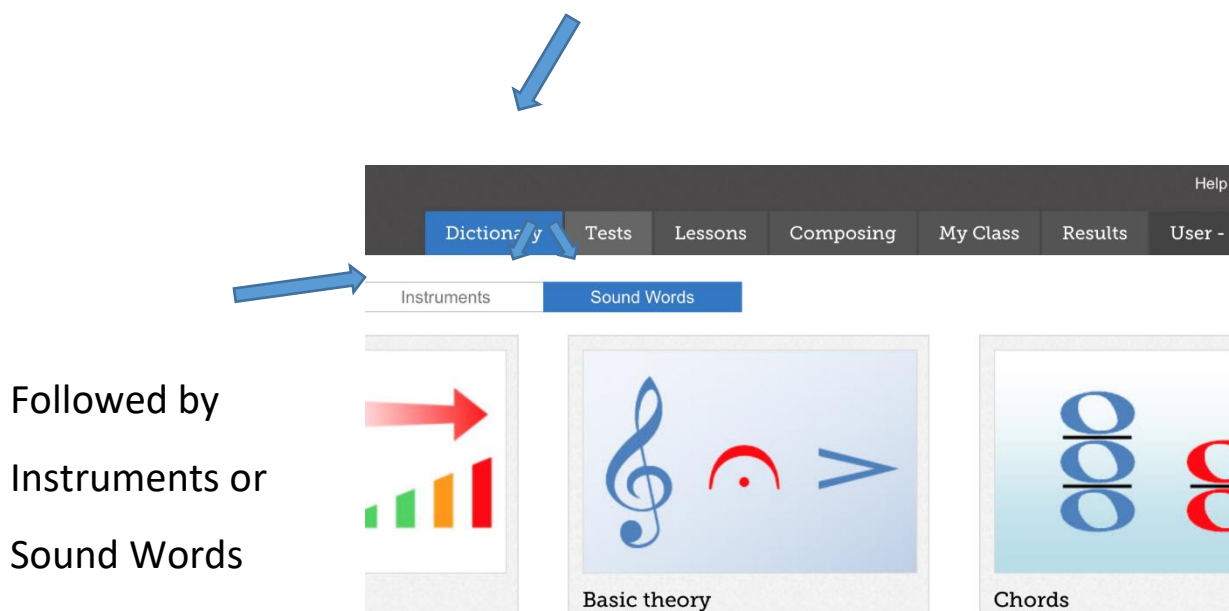 Help
Dictionary Tests Lessons Composing My Class Results User -
Instruments Sound Words
Followed by
Instruments or
Sound Words
Basic theory Chords